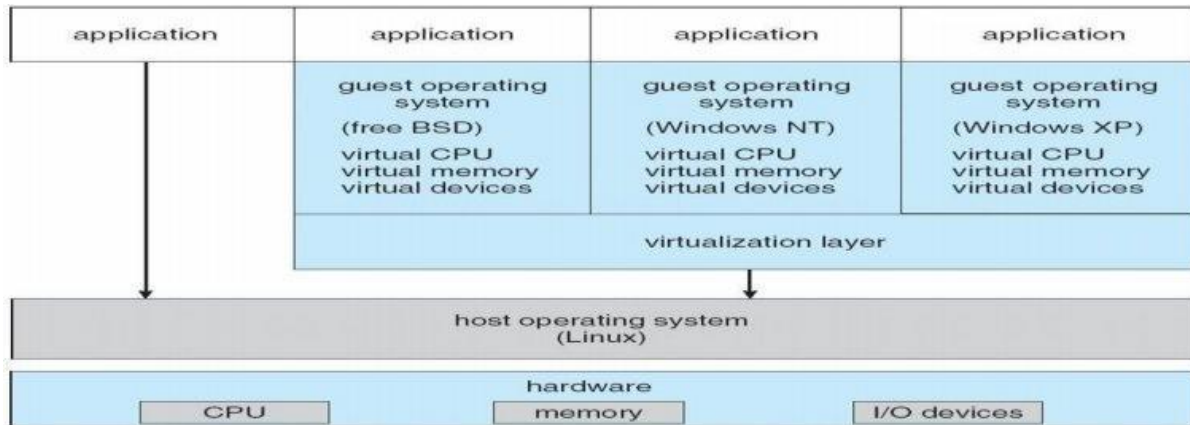 application
application
application
application
guest operating
system
(free BSD)
virtual CPU
virtual memory
virtual devices
guest operating
system
(Windows NT)
virtual CPU
virtual memory
virtual devices
guest operating
system
(Windows XP)
virtual CPU
virtual memory
virtual devices
virtualization layer
host operating system
(Linux)
hardware
CPU
memory
I/O devices